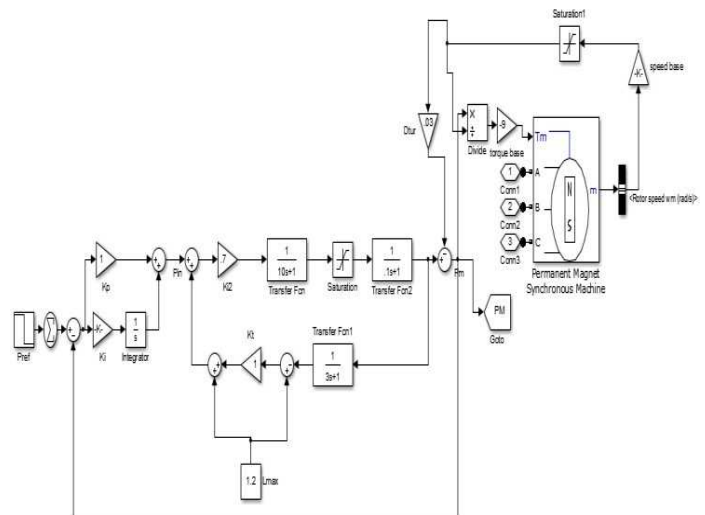 Saturation1
-K-
speed base
.03
Dtur
×
÷
Divide
-9
torque base
Tm
m
1
A
Conn1
2
B
Conn2
3
C
Conn3
N
S
<Rotor speed wm (rad/s)>
Permanent Magnet
Synchronous Machine
1
Kp
Pin
.7
Ki2
1
10s+1
Transfer Fcn
Saturation
1
.1s+1
Transfer Fcn2
Pm
PM
Goto
Pref
-K-
Ki
1
s
Integrator
Kt
1
Transfer Fcn1
1
3s+1
1.2
Lmax